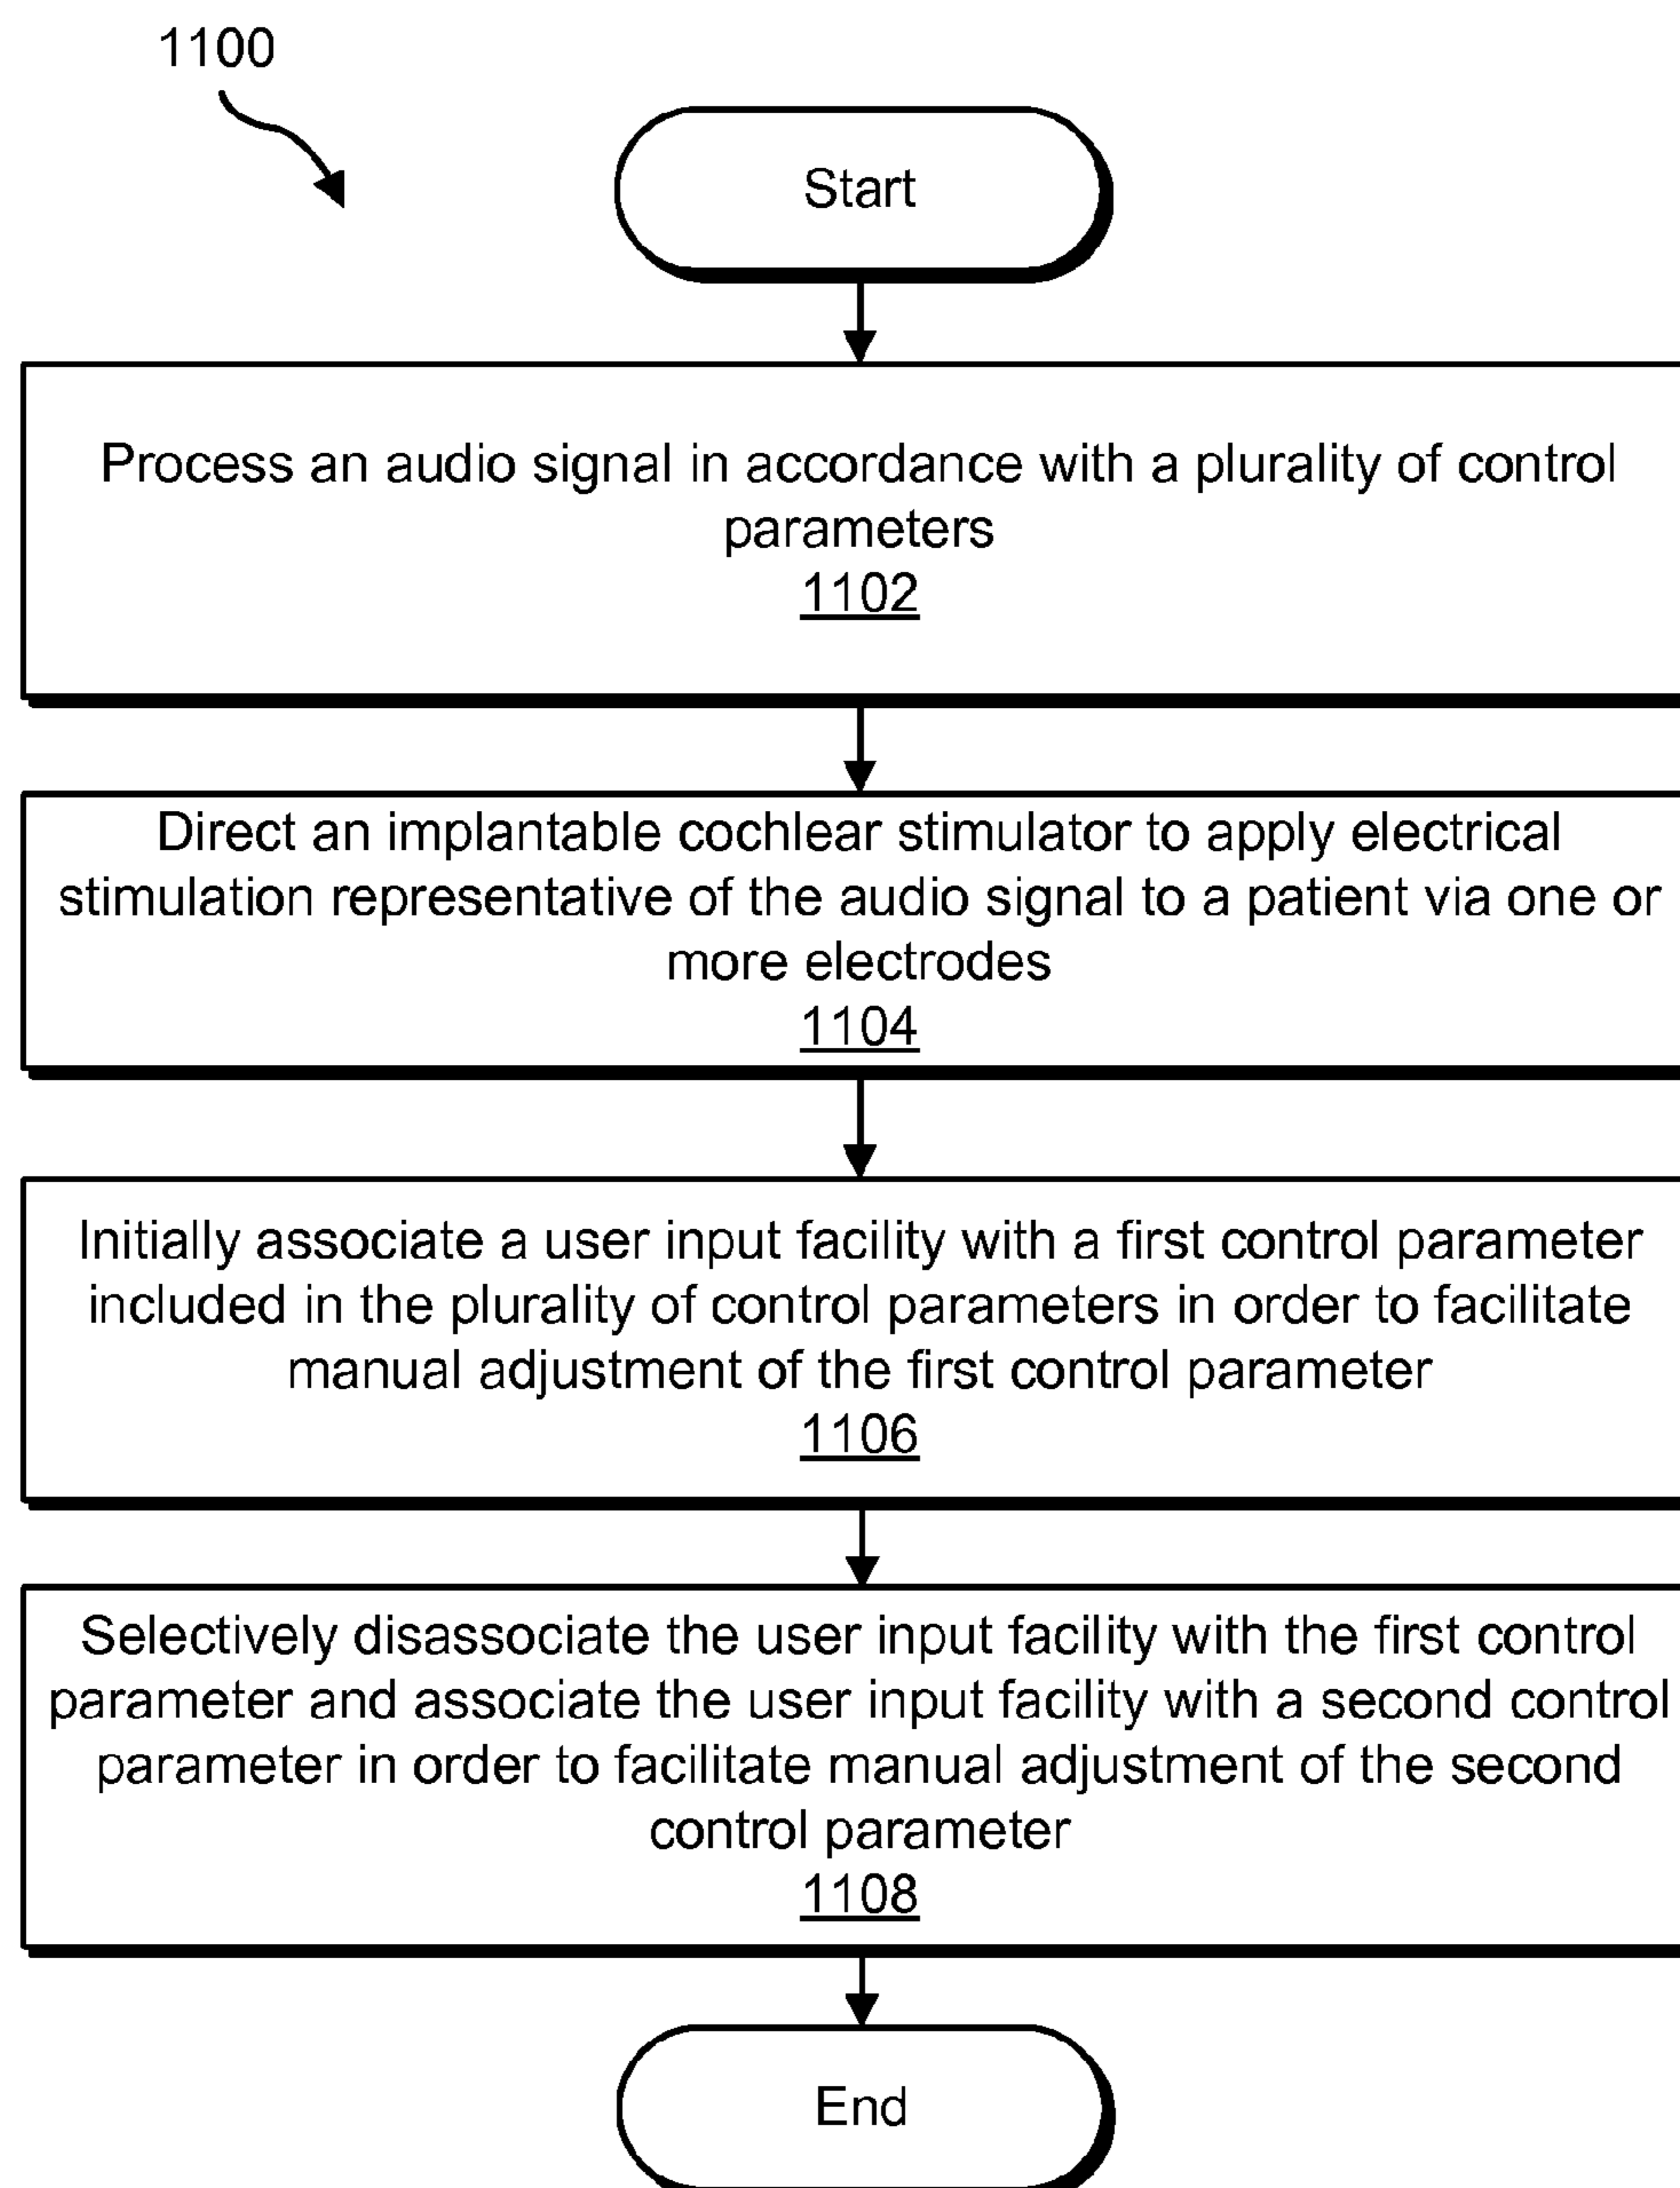 1100
Start
Process an audio signal in accordance with a plurality of control
parameters
1102
Direct an implantable cochlear stimulator to apply electrical
stimulation representative of the audio signal to a patient via one or
more electrodes
1104
Initially associate a user input facility with a first control parameter
included in the plurality of control parameters in order to facilitate
manual adjustment of the first control parameter
1106
Selectively disassociate the user input facility with the first control
parameter and associate the user input facility with a second control
parameter in order to facilitate manual adjustment of the second
control parameter
1108
End